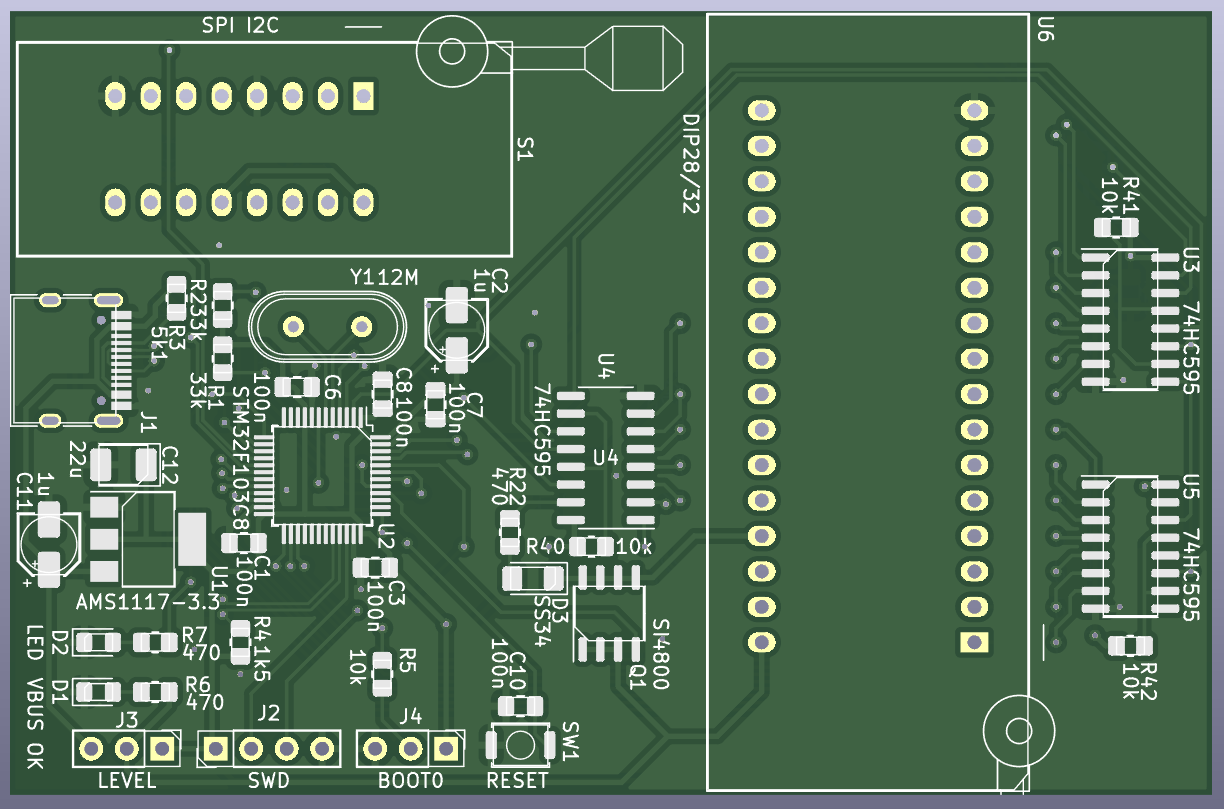 SPI I2C
U6
S1
DIP28/32
R41
10k
Y112M
C2
1u
U3
74HC595
R2
33k
R3
5k1
R1
33k
100n
C6
C8
100n
C7
100n
U4
74HC595
U4
J1
STM32F103C8
22u
C12
C11
1u
R22
470
U5
74HC595
U2
R40
10k
C1
100n
U1
AMS1117-3.3
C3
100n
D3
SS34
SI4800
Q1
LED
D2
R7
470
R4
1k5
R5
10k
C10
100n
R42
10k
VBUS OK
D1
R6
470
J3
J2
J4
SW1
LEVEL
SWD
BOOT0
RESET